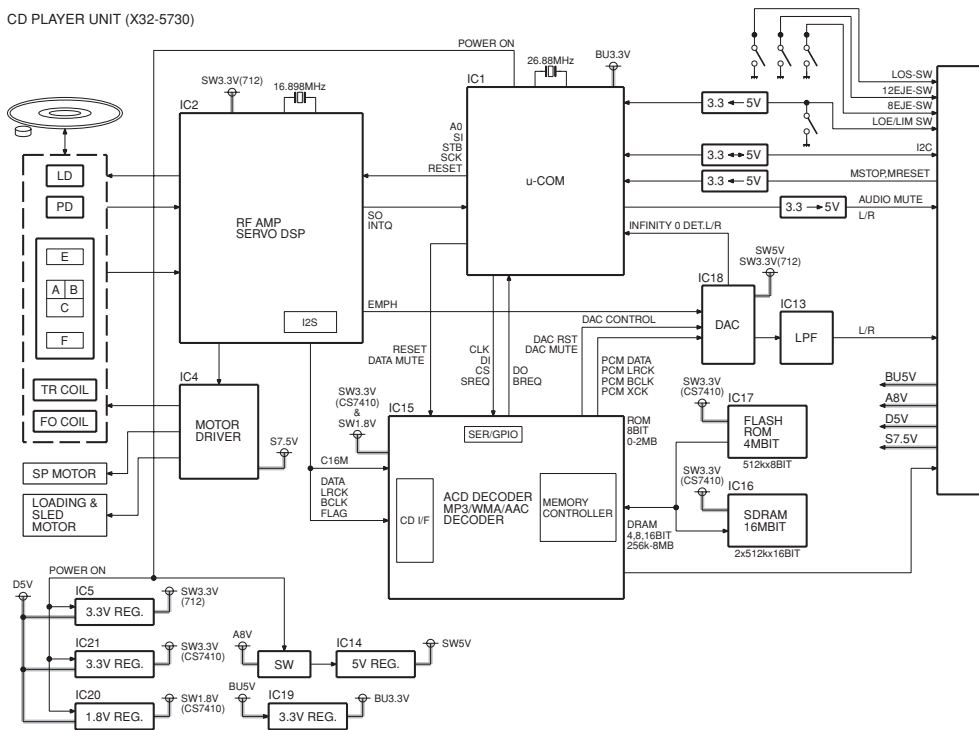 CD PLAYER UNIT (X32-5730)
POWER ON
IC1
26.88MHz
BU3.3V
SW3.3V(712)
16.898MHz
IC2
LOS-SW
12EJE-SW
8EJE-SW
LOE/LIM SW
3.3 5V
A0
SI
STB
SCK
RESET
u-COM
3.3 5V
I2C
3.3 5V
MSTOP,MRESET
3.3 5V
AUDIO MUTE
L/R
LD
PD
RF AMP
SERVO DSP
SO
INTQ
INFINITY 0 DET.L/R
E
A B
C
F
SW5V
SW3.3V(712)
IC18
IC13
DAC
LPF
L/R
EMPH
I2S
DAC CONTROL
RESET
DATA MUTE
CLK
DI
CS
SREQ
DO
BREQ
DAC RST
DAC MUTE
PCM DATA
PCM LRCK
PCM BCLK
PCM XCK
TR COIL
FO COIL
IC4
MOTOR
DRIVER
S7.5V
SW3.3V
(CS7410)
&
SW1.8V
IC15
SER/GPIO
ROM
8BIT
0-2MB
SW3.3V
(CS7410)
IC17
FLASH
ROM
4MBIT
512kx8BIT
BU5V
A8V
D5V
S7.5V
SP MOTOR
LOADING &
SLED
MOTOR
C16M
DATA
LRCK
BCLK
FLAG
CD I/F
ACD DECODER
MP3/WMA/AAC
DECODER
MEMORY
CONTROLLER
DRAM
4,8,16BIT
256k-8MB
SW3.3V
(CS7410)
IC16
SDRAM
16MBIT
2x512kx16BIT
POWER ON
D5V
IC5
3.3V REG.
SW3.3V
(712)
IC21
3.3V REG.
SW3.3V
(CS7410)
A8V
SW
IC14
5V REG.
SW5V
IC20
1.8V REG.
SW1.8V
(CS7410)
BU5V
IC19
3.3V REG.
BU3.3V